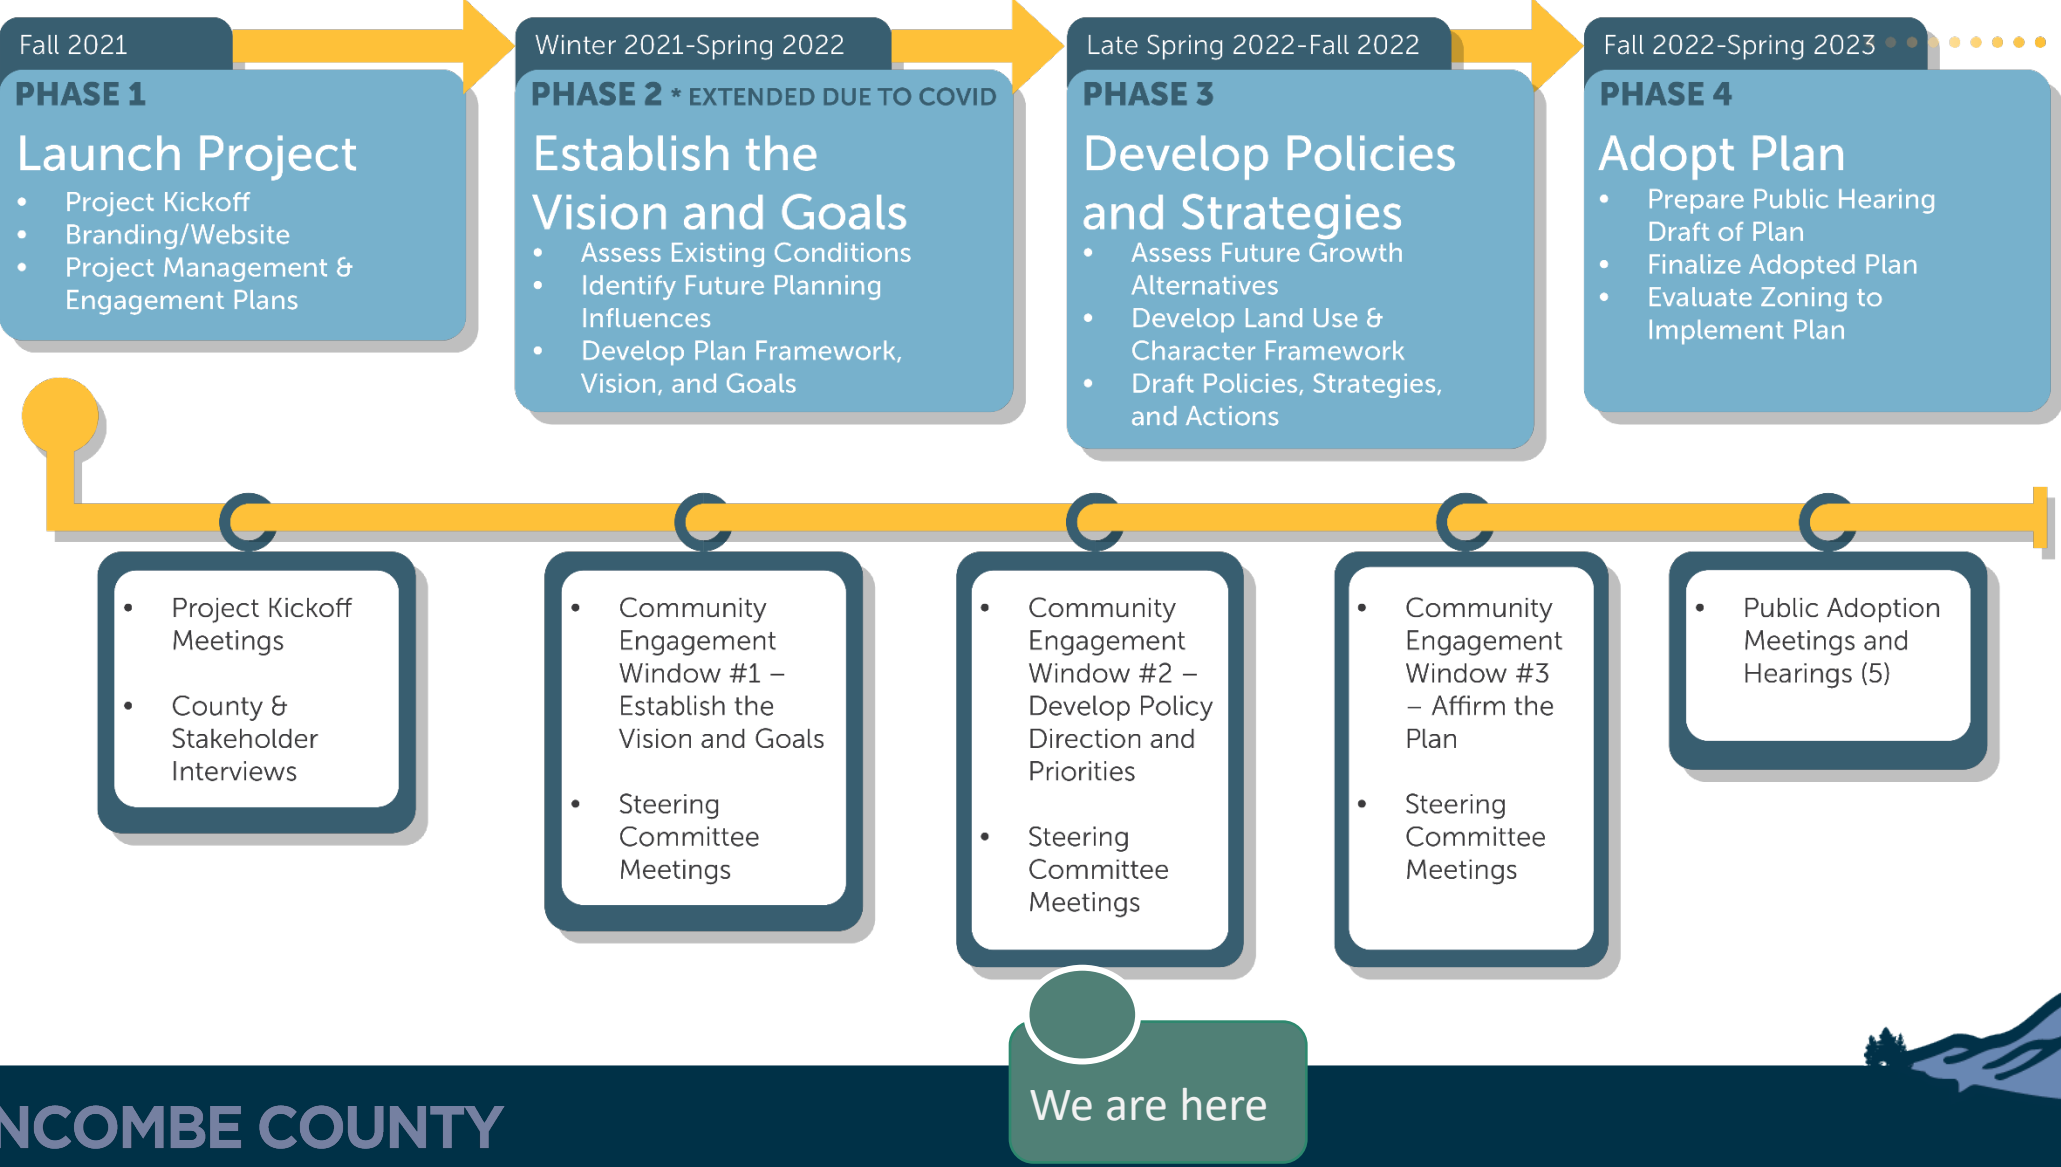 Fall 2021
PHASE 1
Launch Project
• Project Kickoff
• Branding/Website
• Project Management &
Engagement Plans
Winter 2021-Spring 2022
PHASE 2 * EXTENDED DUE TO COVID
Establish the
Vision and Goals
• Assess Existing Conditions
• Identify Future Planning
Influences
• Develop Plan Framework,
Vision, and Goals
Late Spring 2022-Fall 2022
PHASE 3
Develop Policies
and Strategies
• Assess Future Growth
Alternatives
• Develop Land Use &
Character Framework
• Draft Policies, Strategies,
and Actions
Fall 2022-Spring 2023
PHASE 4
Adopt Plan
• Prepare Public Hearing
Draft of Plan
• Finalize Adopted Plan
• Evaluate Zoning to
Implement Plan
• Project Kickoff
Meetings
• County &
Stakeholder
Interviews
• Community
Engagement
Window #1 –
Establish the
Vision and Goals
• Steering
Committee
Meetings
• Community
Engagement
Window #2 –
Develop Policy
Direction and
Priorities
• Steering
Committee
Meetings
• Community
Engagement
Window #3
– Affirm the
Plan
• Steering
Committee
Meetings
• Public Adoption
Meetings and
Hearings (5)
We are here
NCOMBE COUNTY